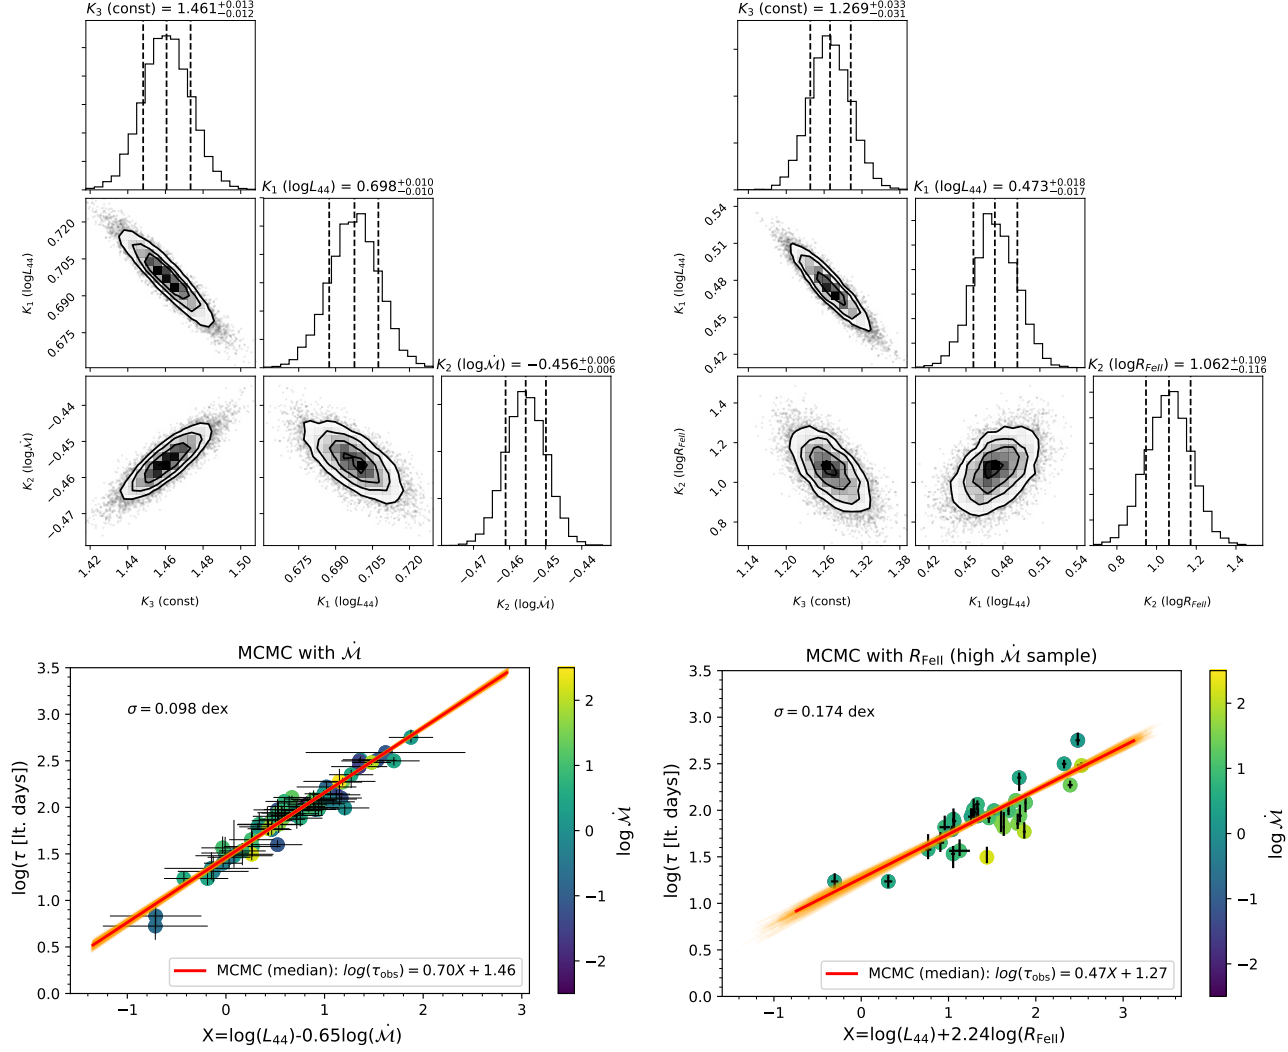 K₃ (const) = 1.461⁺⁰·⁰¹³₋₀.₀₁₂
K₁ (logL₄₄) = 0.698⁺⁰·⁰¹⁰₋₀.₀₁₀
K₂ (logṀ) = −0.456⁺⁰·⁰⁰⁶₋₀.₀₀₆
K₁ (logL₄₄)
0.720
0.705
0.690
0.675
K₂ (logṀ)
−0.44
−0.45
−0.46
−0.47
1.42 1.44 1.46 1.48 1.50
K₃ (const)
0.675 0.690 0.705 0.720
K₁ (logL₄₄)
−0.47 −0.46 −0.45 −0.44
K₂ (logṀ)
K₃ (const) = 1.269⁺⁰·⁰³³₋₀.₀₃₁
K₁ (logL₄₄) = 0.473⁺⁰·⁰¹⁸₋₀.₀₁₇
K₂ (logR_FeII) = 1.062⁺⁰·¹⁰⁹₋₀.₁₁₆
K₁ (logL₄₄)
0.54
0.51
0.48
0.45
0.42
K₂ (logR_FeII)
1.4
1.2
1.0
0.8
1.14 1.20 1.26 1.32 1.38
K₃ (const)
0.42 0.45 0.48 0.51 0.54
K₁ (logL₄₄)
0.8 1.0 1.2 1.4
K₂ (logR_FeII)
MCMC with Ṁ
log(τ [lt. days])
3.5
3.0
2.5
2.0
1.5
1.0
0.5
0.0
σ = 0.098 dex
MCMC (median): log(τ_obs) = 0.70X + 1.46
−1 0 1 2 3
X=log(L₄₄)-0.65log(Ṁ)
2
1
0
−1
−2
log Ṁ
MCMC with R_FeII (high Ṁ sample)
log(τ [lt. days])
3.5
3.0
2.5
2.0
1.5
1.0
0.5
0.0
σ = 0.174 dex
MCMC (median): log(τ_obs) = 0.47X + 1.27
−1 0 1 2 3
X=log(L₄₄)+2.24log(R_FeII)
2
1
0
−1
−2
log Ṁ